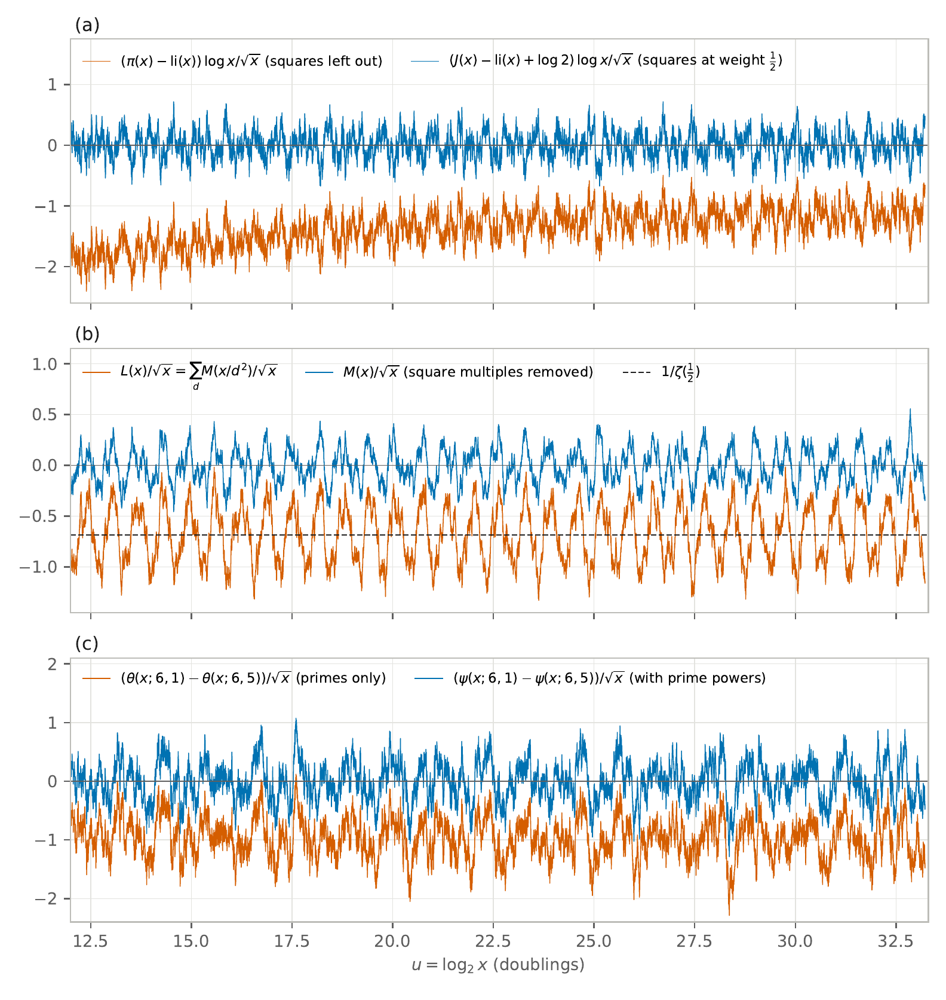 (a)
(π(x) − li(x)) log x/√x (squares left out) (J(x) − li(x) + log 2) log x/√x (squares at weight 1/2)
1
0
−1
−2
(b)
L(x)/√x = ∑_d M(x/d²)/√x M(x)/√x (square multiples removed) 1/ζ(1/2)
1.0
0.5
0.0
−0.5
−1.0
(c)
(θ(x; 6, 1) − θ(x; 6, 5))/√x (primes only) (ψ(x; 6, 1) − ψ(x; 6, 5))/√x (with prime powers)
2
1
0
−1
−2
12.5 15.0 17.5 20.0 22.5 25.0 27.5 30.0 32.5
u = log₂ x (doublings)